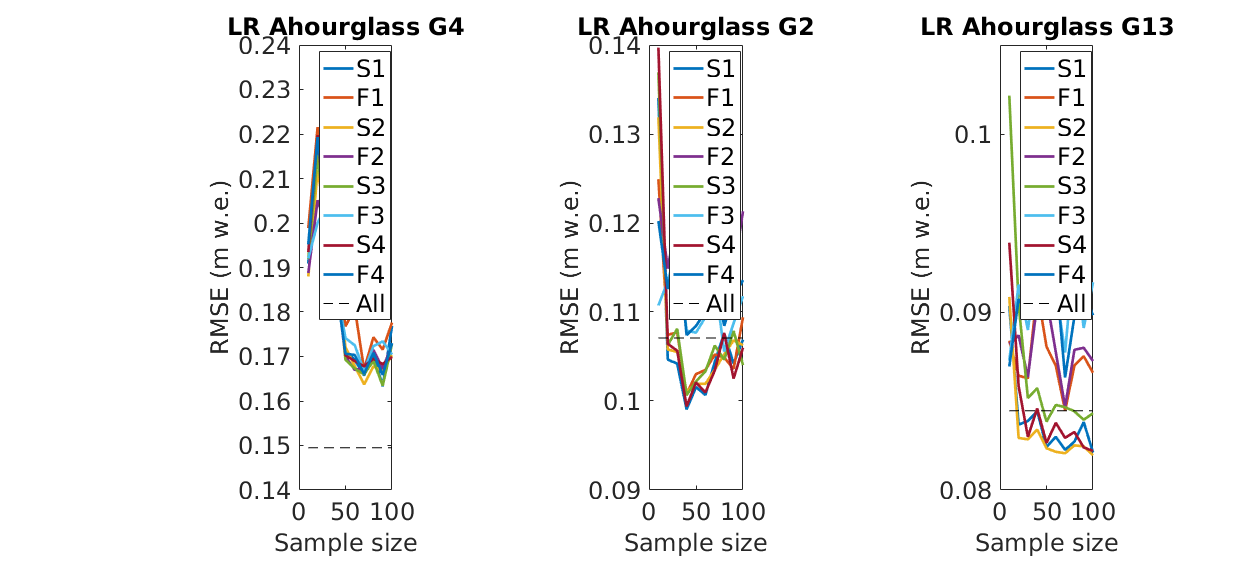 LR Ahourglass G4
0.24
0.23
0.22
0.21
0.2
0.19
0.18
0.17
0.16
0.15
0.14
RMSE (m w.e.)
S1
F1
S2
F2
S3
F3
S4
F4
All
0 50 100
Sample size
LR Ahourglass G2
0.14
0.13
0.12
0.11
0.1
0.09
RMSE (m w.e.)
S1
F1
S2
F2
S3
F3
S4
F4
All
0 50 100
Sample size
LR Ahourglass G13
0.1
0.09
0.08
RMSE (m w.e.)
S1
F1
S2
F2
S3
F3
S4
F4
All
0 50 100
Sample size